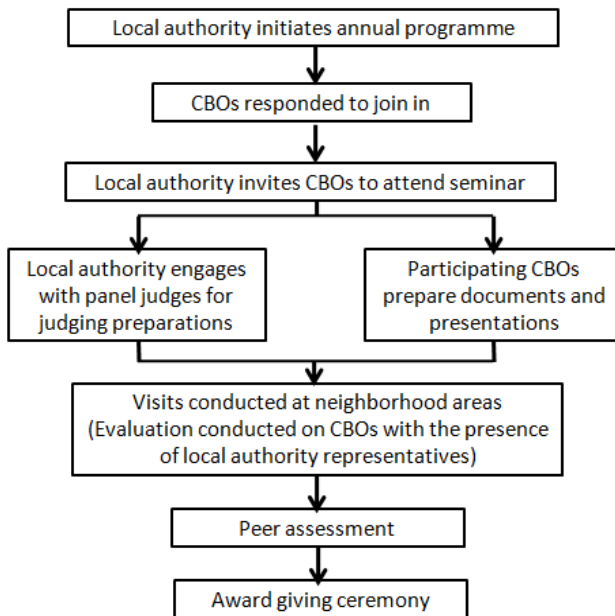 Local authority initiates annual programme
CBOs responded to join in
Local authority invites CBOs to attend seminar
Local authority engages
with panel judges for
judging preparations
Participating CBOs
prepare documents and
presentations
Visits conducted at neighborhood areas
(Evaluation conducted on CBOs with the presence
of local authority representatives)
Peer assessment
Award giving ceremony